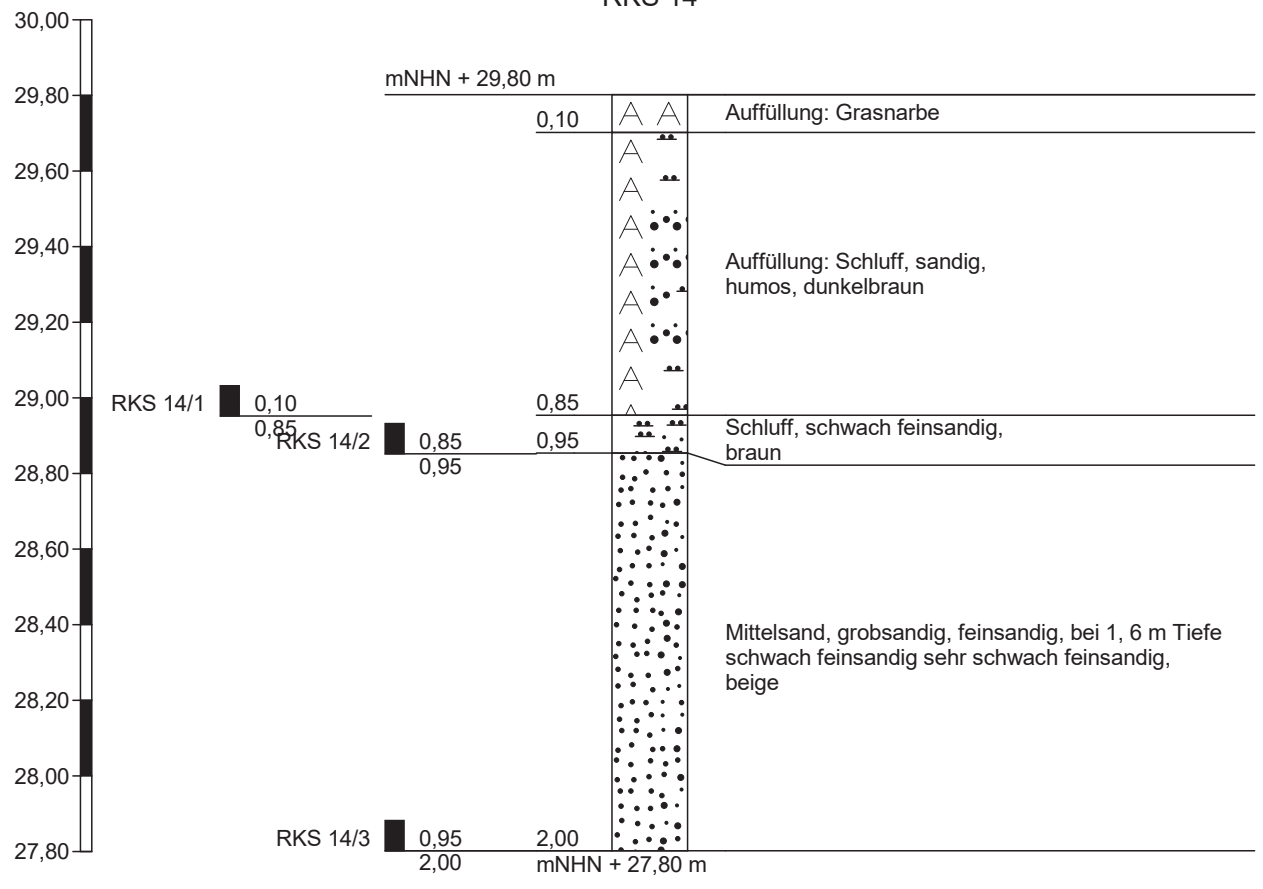 RKS 14
30,00
29,80
29,60
29,40
29,20
29,00
28,80
28,60
28,40
28,20
28,00
27,80
mNHN + 29,80 m
0,10
Auffüllung: Grasnarbe
Auffüllung: Schluff, sandig,
humos, dunkelbraun
RKS 14/1
0,10
0,85
0,85
RKS 14/2
0,85
0,95
0,95
Schluff, schwach feinsandig,
braun
Mittelsand, grobsandig, feinsandig, bei 1, 6 m Tiefe
schwach feinsandig sehr schwach feinsandig,
beige
RKS 14/3
0,95
2,00
2,00
mNHN + 27,80 m